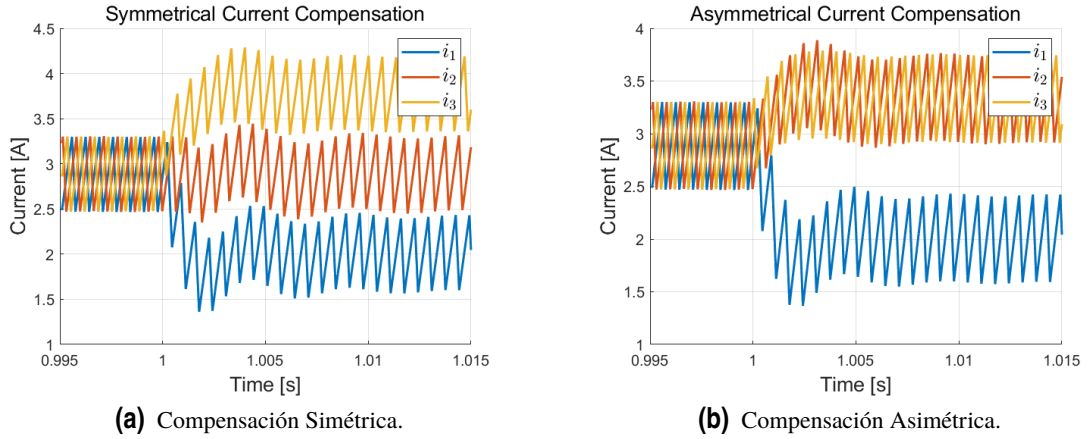 Symmetrical Current Compensation
4.5
4
3.5
3
2.5
2
1.5
1
Current [A]
i1
i2
i3
0.995
1
1.005
1.01
1.015
Time [s]
(a) Compensación Simétrica.
Asymmetrical Current Compensation
4
3.5
3
2.5
2
1.5
1
Current [A]
i1
i2
i3
0.995
1
1.005
1.01
1.015
Time [s]
(b) Compensación Asimétrica.